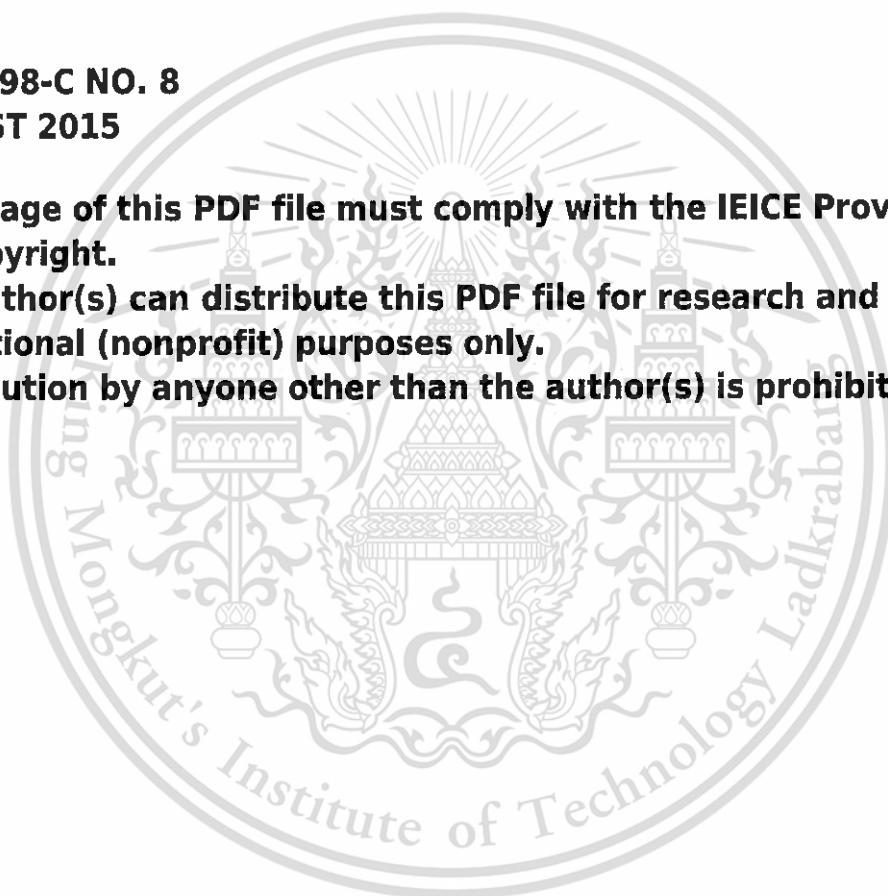 98-C NO. 8
ST 2015
age of this PDF file must comply with the IEICE Prov
pyright.
thor(s) can distribute this PDF file for research and
tional (nonprofit) purposes only.
ution by anyone other than the author(s) is prohibit
King Mongkut's Institute of Technology Ladkrabang